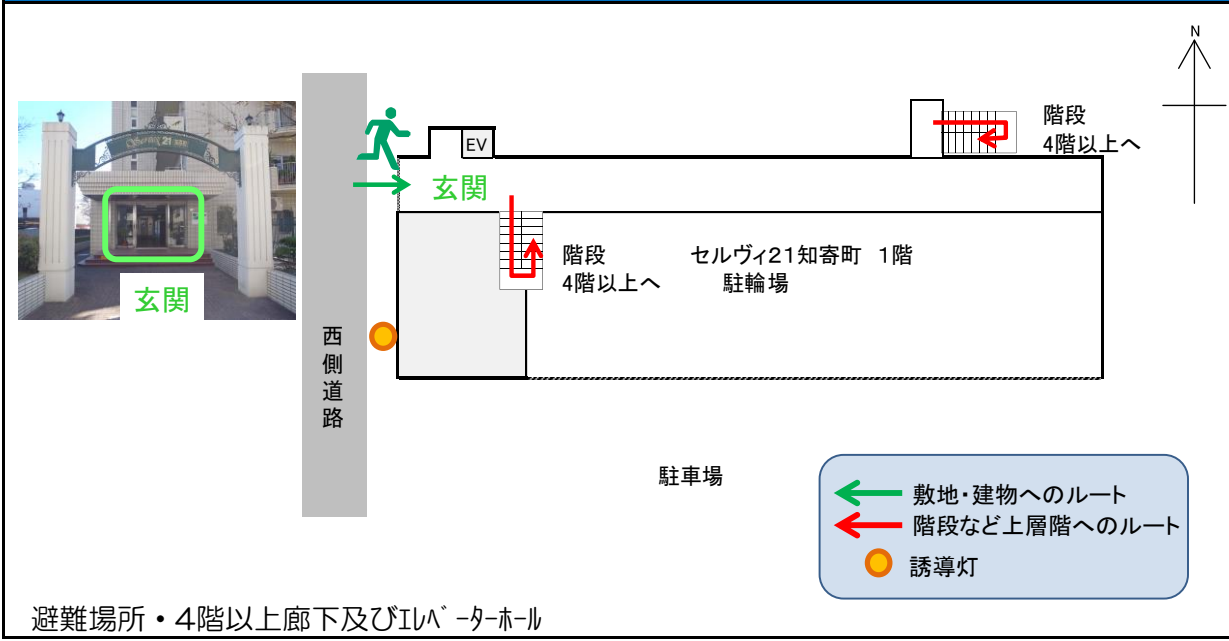 N
階段
4階以上へ
EV
玄関
玄関
階段
4階以上へ
セルヴィ21知寄町 1階
駐輪場
西側道路
駐車場
敷地・建物へのルート
階段など上層階へのルート
誘導灯
避難場所・4階以上廊下及びｴﾚﾍﾞｰﾀｰﾎｰﾙ